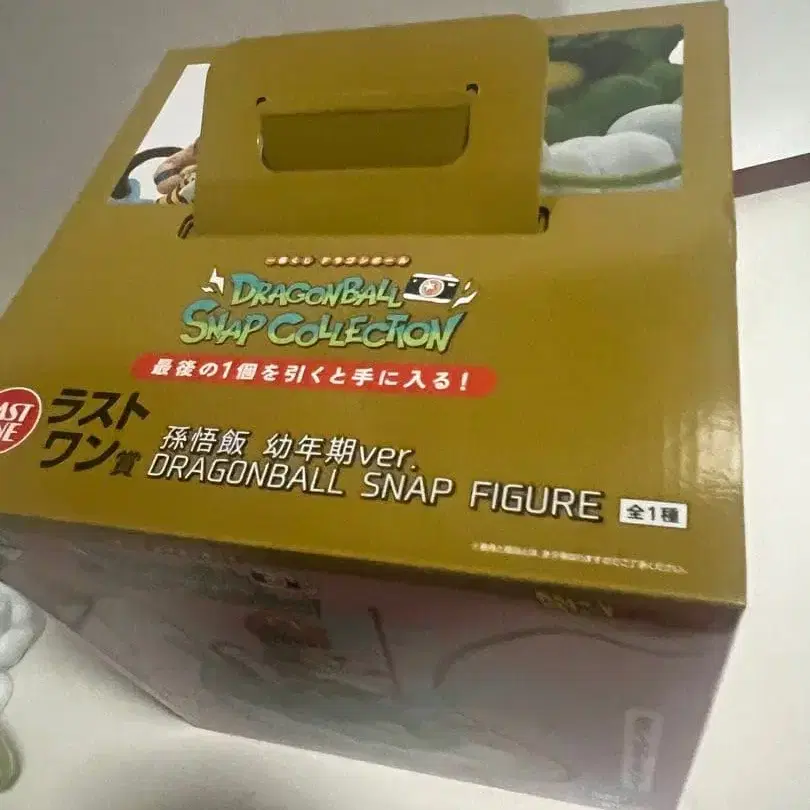 一番くじ ドラゴンボール
DRAGONBALL
SNAP COLLECTION
最後の1個を引くと手に入る!
LAST
ONE
ラスト
ワン賞
孫悟飯 幼年期ver.
DRAGONBALL SNAP FIGURE
全1種